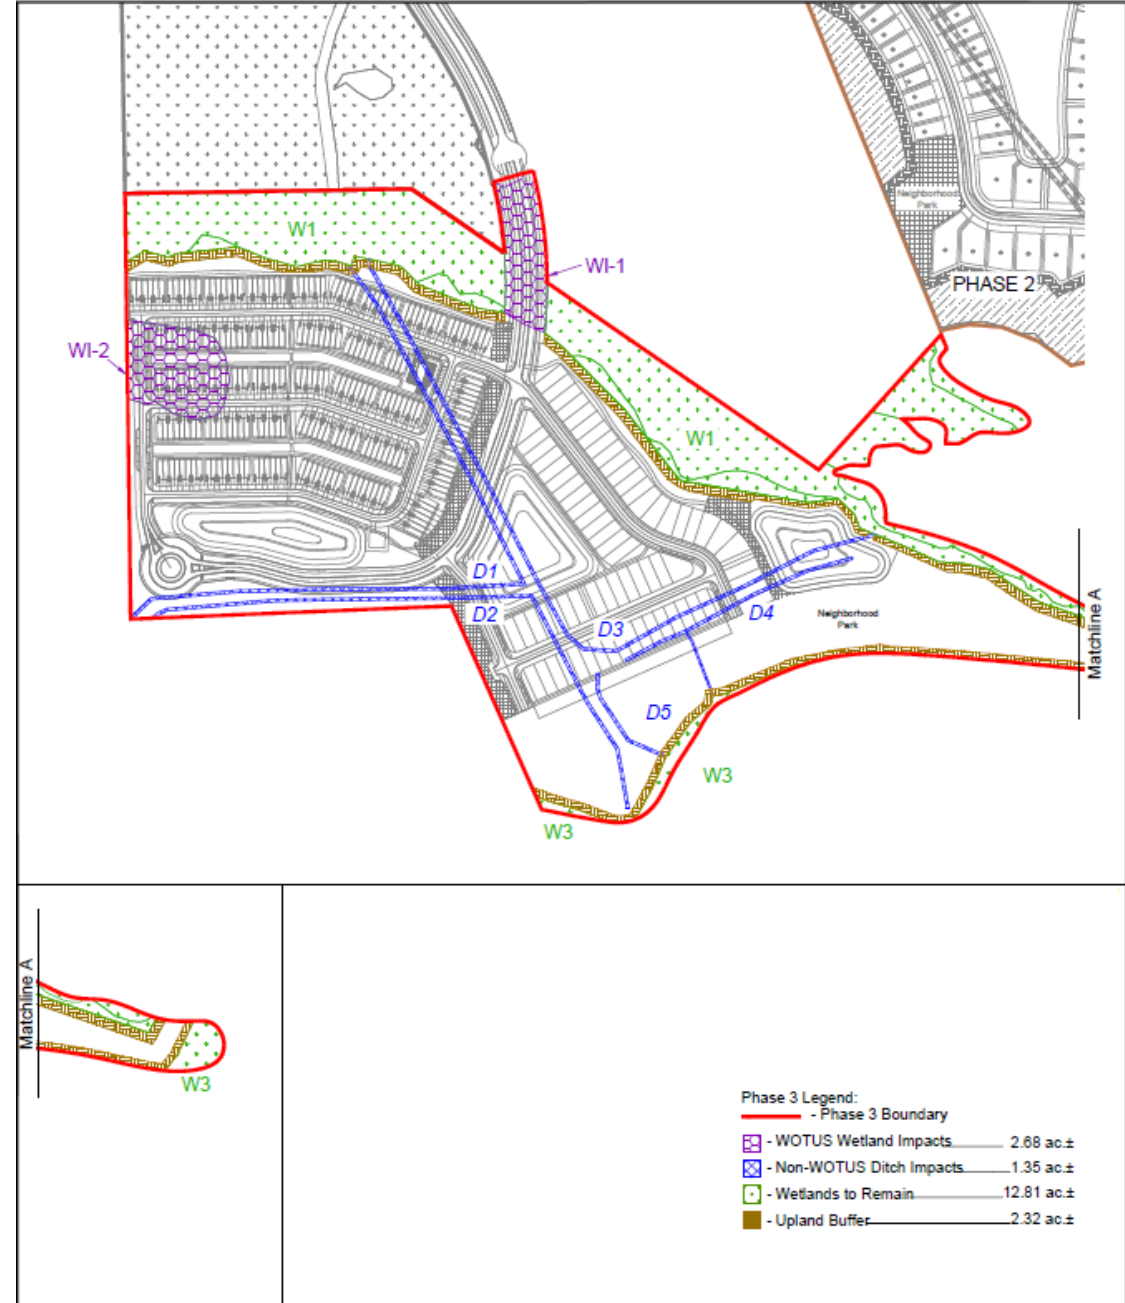 Neighborhood
Park
PHASE 2
W1
WI-1
WI-2
W1
D1
D2
D3
D4
Neighborhood
Park
Matchline A
D5
W3
W3
Matchline A
W3
Phase 3 Legend:
- Phase 3 Boundary
- WOTUS Wetland Impacts 2.68 ac.±
- Non-WOTUS Ditch Impacts 1.35 ac.±
- Wetlands to Remain 12.81 ac.±
- Upland Buffer 2.32 ac.±